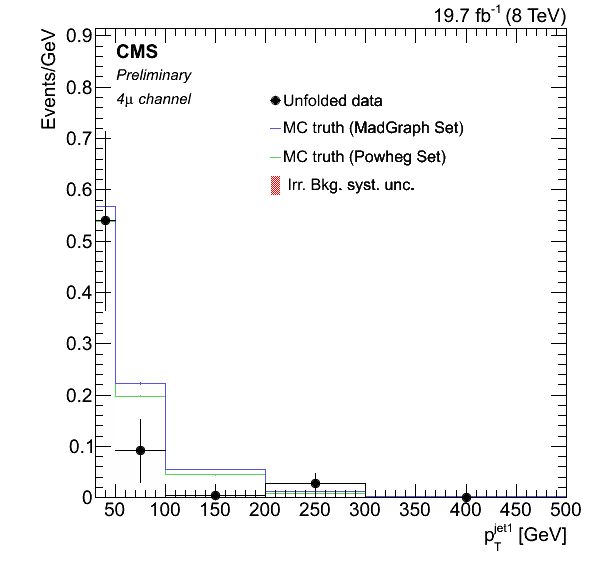 19.7 fb-1 (8 TeV)
Events/GeV
CMS
Preliminary
4μ channel
Unfolded data
MC truth (MadGraph Set)
MC truth (Powheg Set)
Irr. Bkg. syst. unc.
0.9
0.8
0.7
0.6
0.5
0.4
0.3
0.2
0.1
0
50 100 150 200 250 300 350 400 450 500
pTjet1 [GeV]